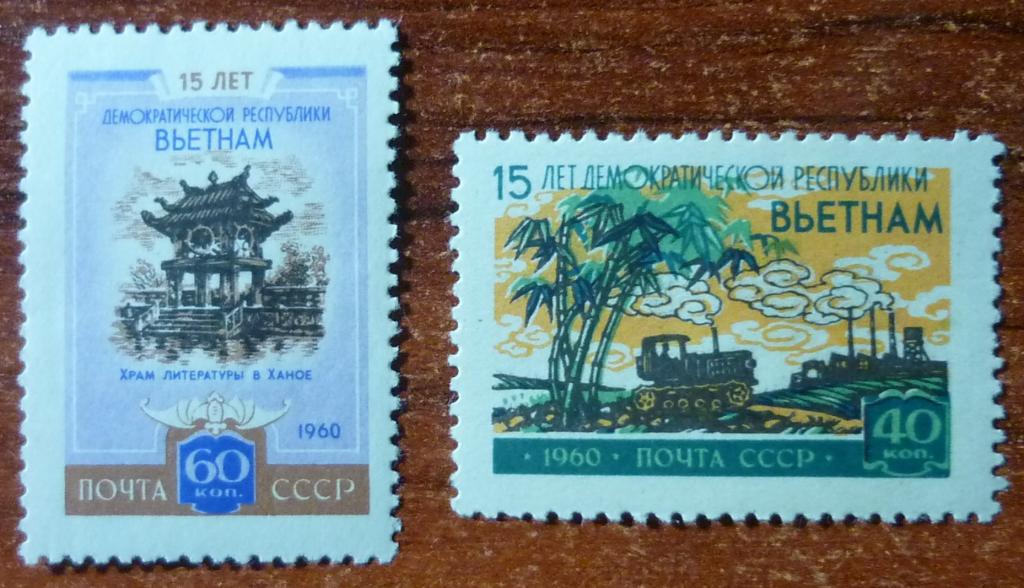 15 ЛЕТ
ДЕМОКРАТИЧЕСКОЙ РЕСПУБЛИКИ
ВЬЕТНАМ
ХРАМ ЛИТЕРАТУРЫ В ХАНОЕ
1960
60
КОП.
ПОЧТА СССР
15 ЛЕТ ДЕМОКРАТИЧЕСКОЙ РЕСПУБЛИКИ
ВЬЕТНАМ
40
КОП.
· 1960 · ПОЧТА СССР ·